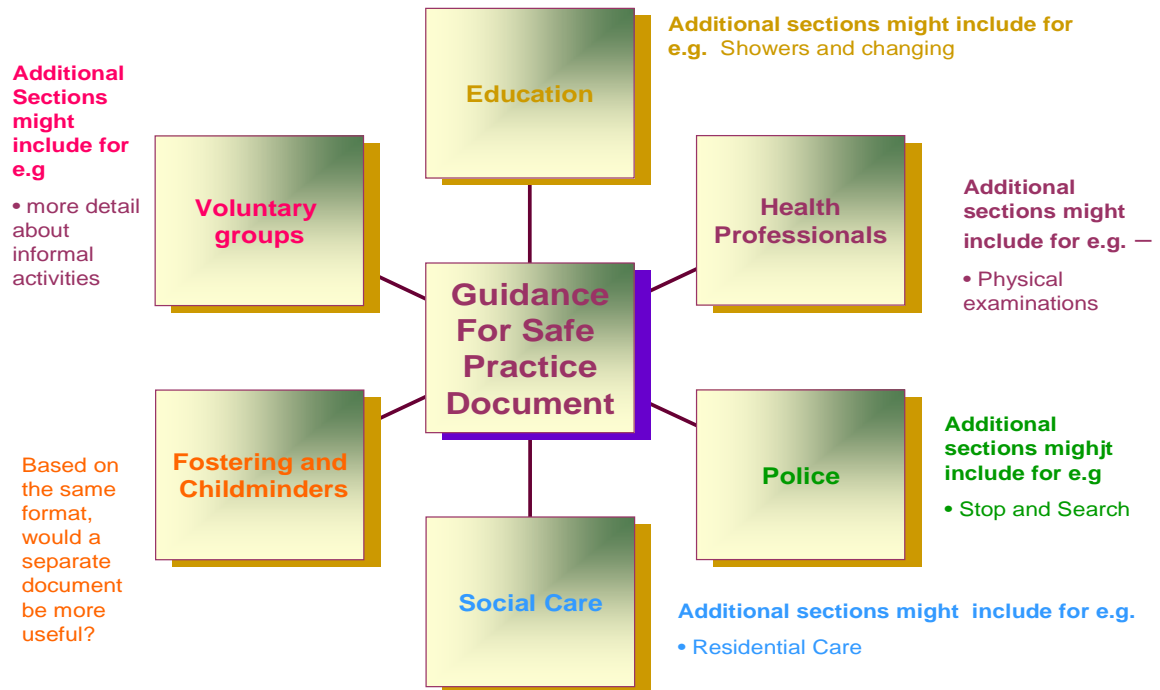 Additional sections might include for
e.g. Showers and changing
Education
Additional
Sections
might
include for
e.g
• more detail
about
informal
activities
Voluntary
groups
Health
Professionals
Additional
sections might
include for e.g. –
• Physical
examinations
Guidance
For Safe
Practice
Document
Based on
the same
format,
would a
separate
document
be more
useful?
Fostering and
Childminders
Police
Additional
sections mighjt
include for e.g
• Stop and Search
Social Care
Additional sections might include for e.g.
• Residential Care